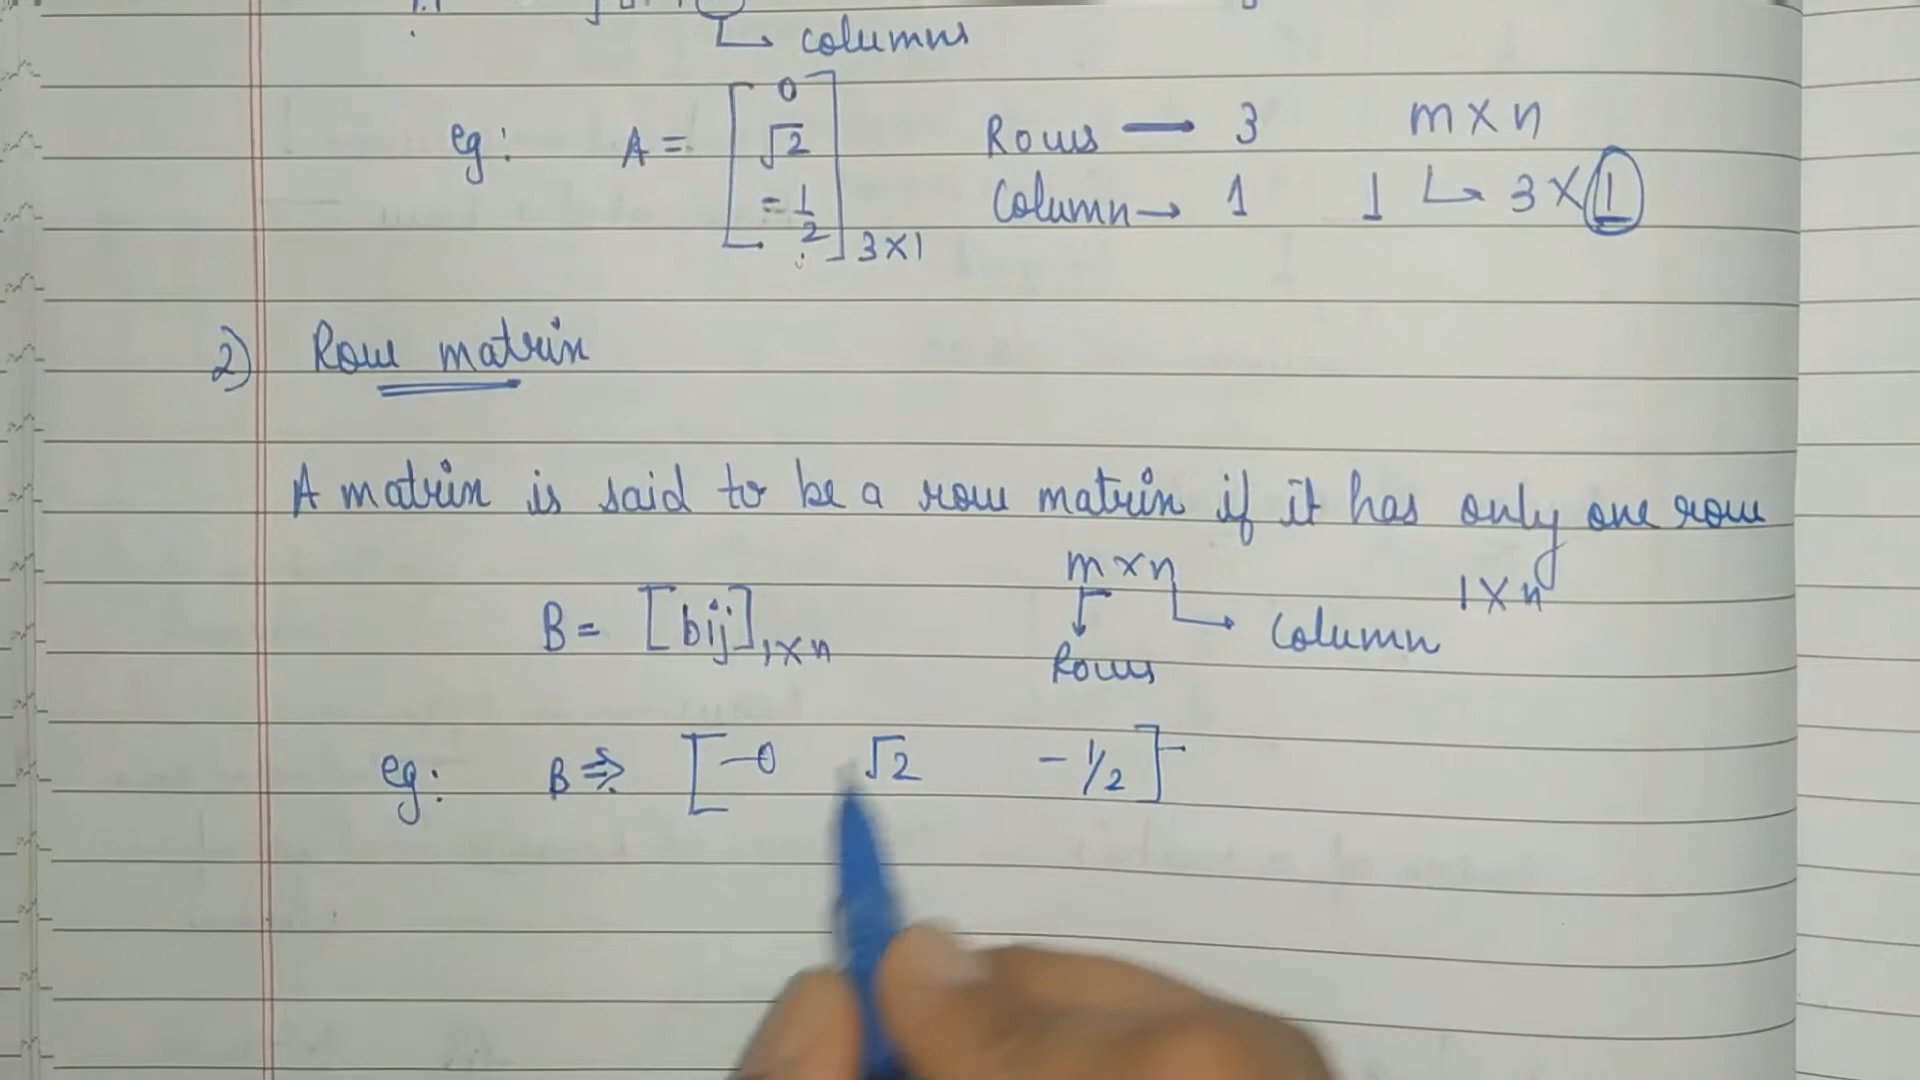 columns
eg: A = [ 0 √2 -1/2 ] 3×1 Rows — 3 m×n
Column → 1 1 ↳ 3×1
2) Row matrix
A matrix is said to be a row matrix if it has only one row
B = [bij]1×n m×n 1×n
Rows Column
eg: B ⇒ [ -0 √2 -1/2 ]